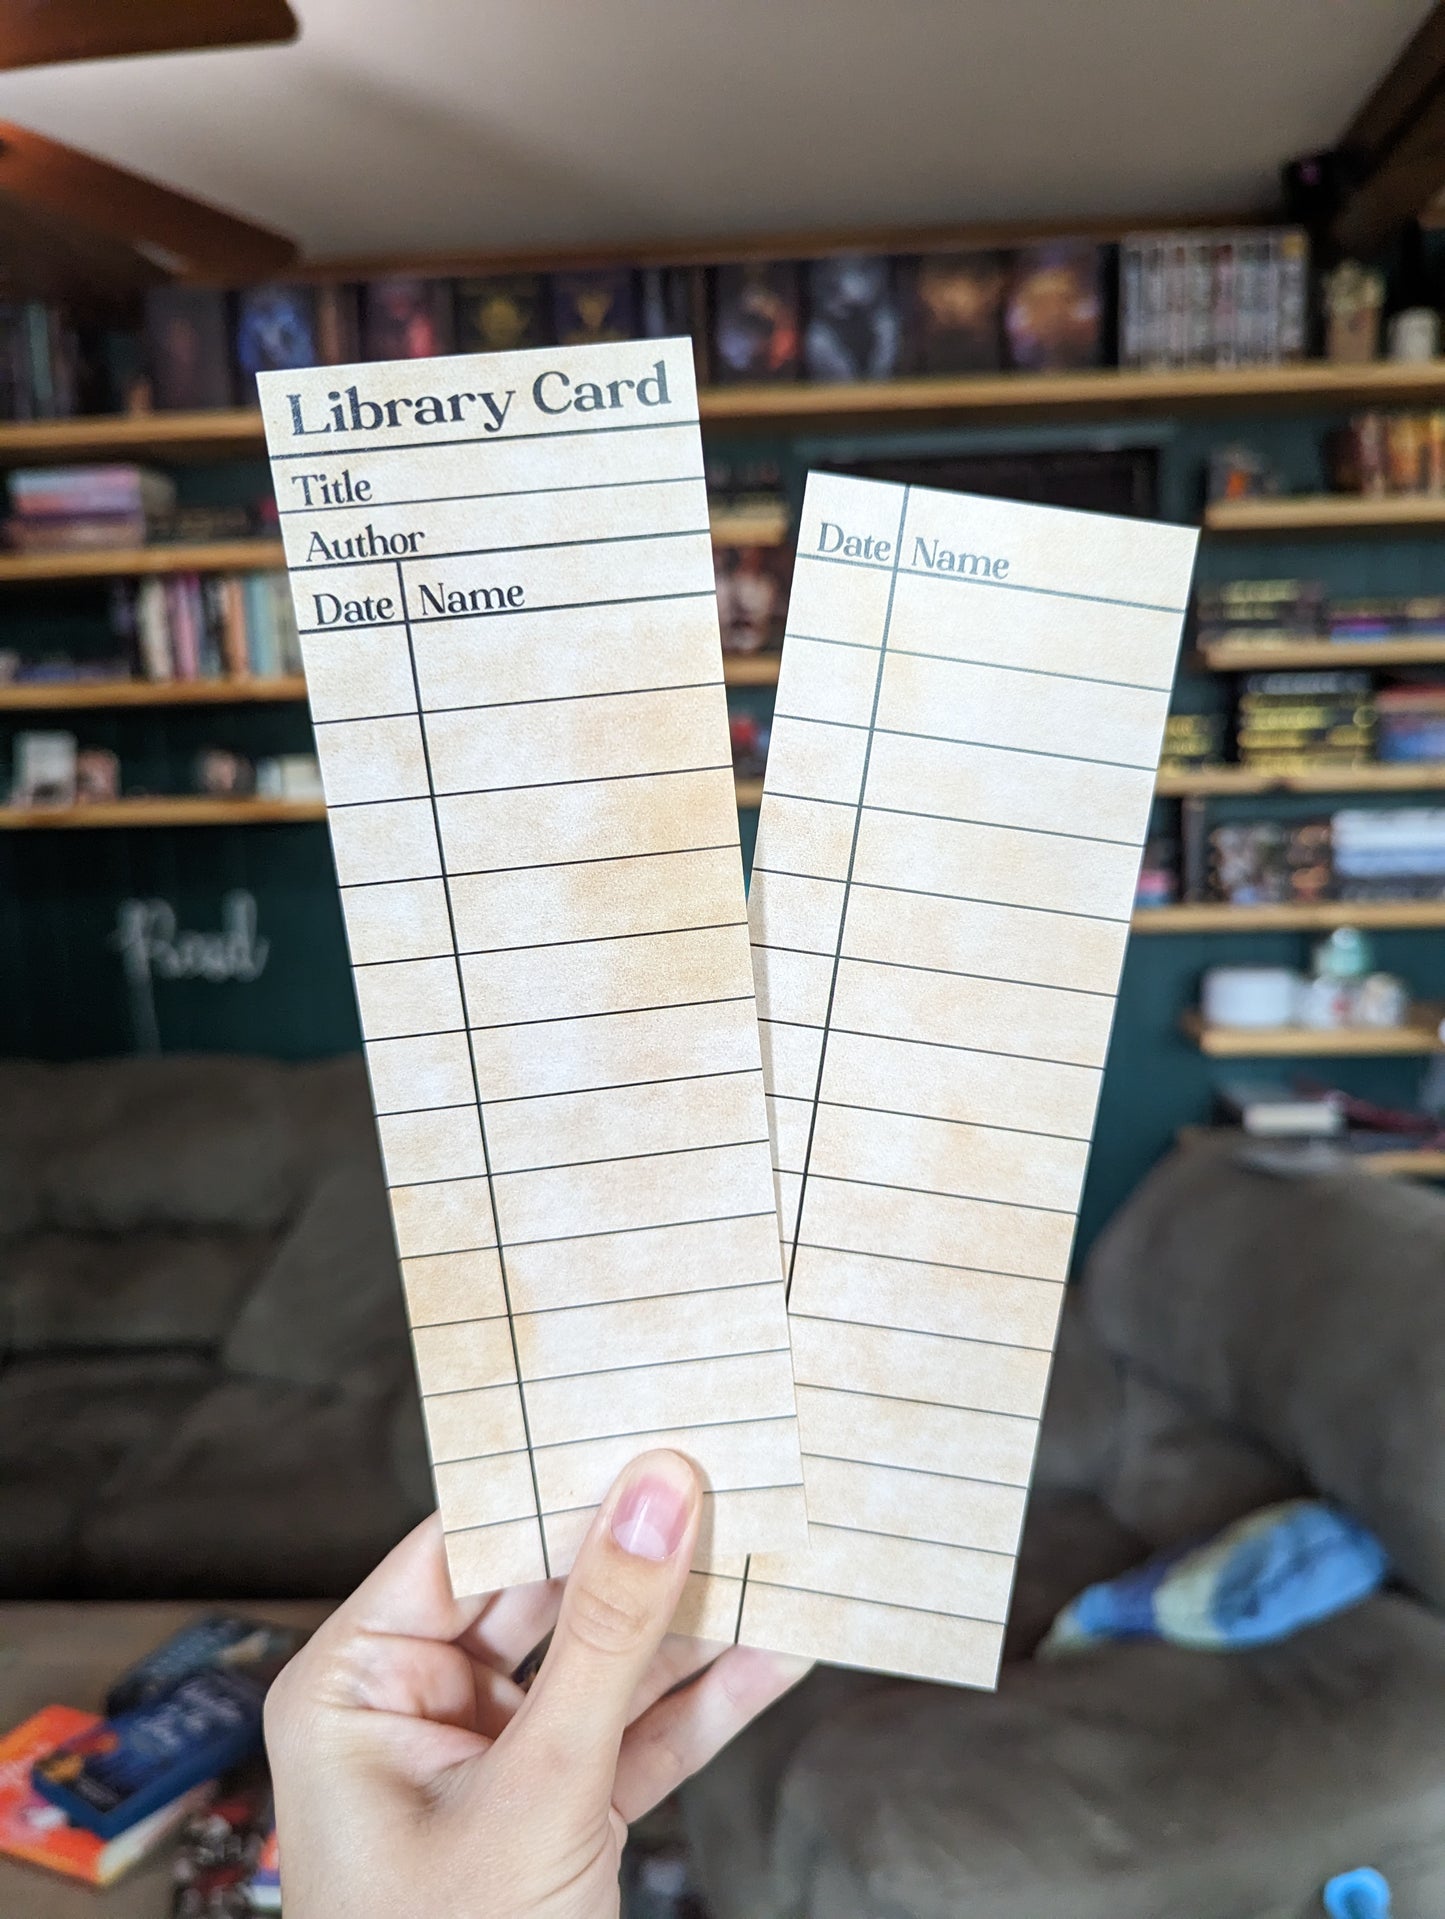 Library Card
Title
Author
Date Name
Date Name
Read